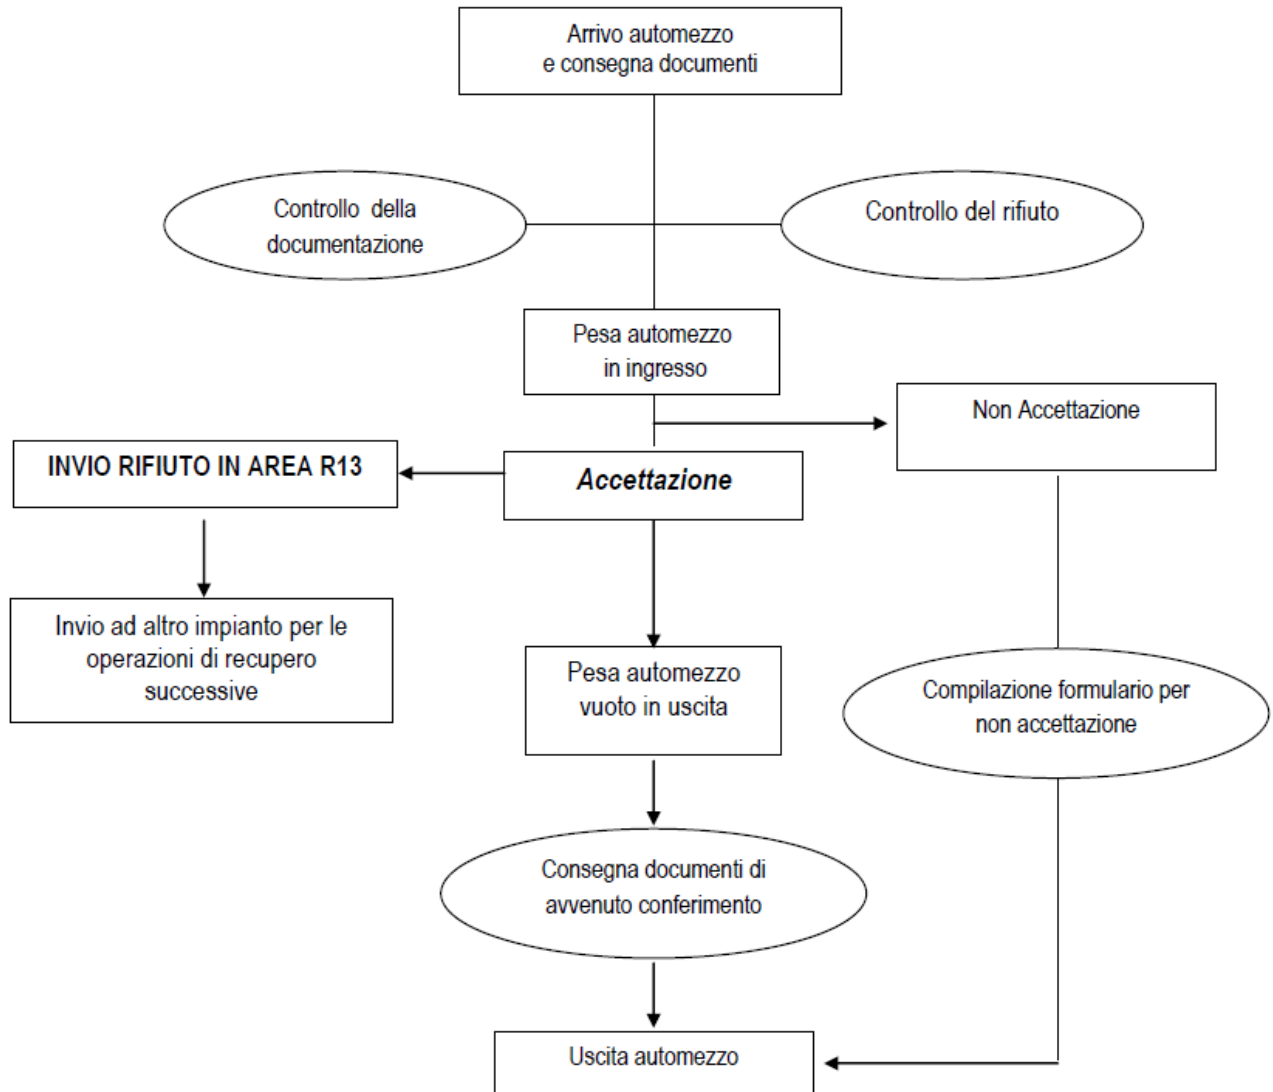 Arrivo automezzo
e consegna documenti
Controllo della
documentazione
Controllo del rifiuto
Pesa automezzo
in ingresso
Non Accettazione
INVIO RIFIUTO IN AREA R13
Accettazione
Invio ad altro impianto per le
operazioni di recupero
successive
Pesa automezzo
vuoto in uscita
Compilazione formulario per
non accettazione
Consegna documenti di
avvenuto conferimento
Uscita automezzo